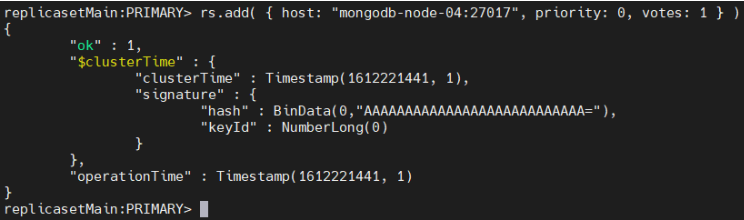 replicasetMain:PRIMARY> rs.add( { host: "mongodb-node-04:27017", priority: 0, votes: 1 } )
{
        "ok" : 1,
        "$clusterTime" : {
                "clusterTime" : Timestamp(1612221441, 1),
                "signature" : {
                        "hash" : BinData(0,"AAAAAAAAAAAAAAAAAAAAAAAAAAA="),
                        "keyId" : NumberLong(0)
                }
        },
        "operationTime" : Timestamp(1612221441, 1)
}
replicasetMain:PRIMARY>